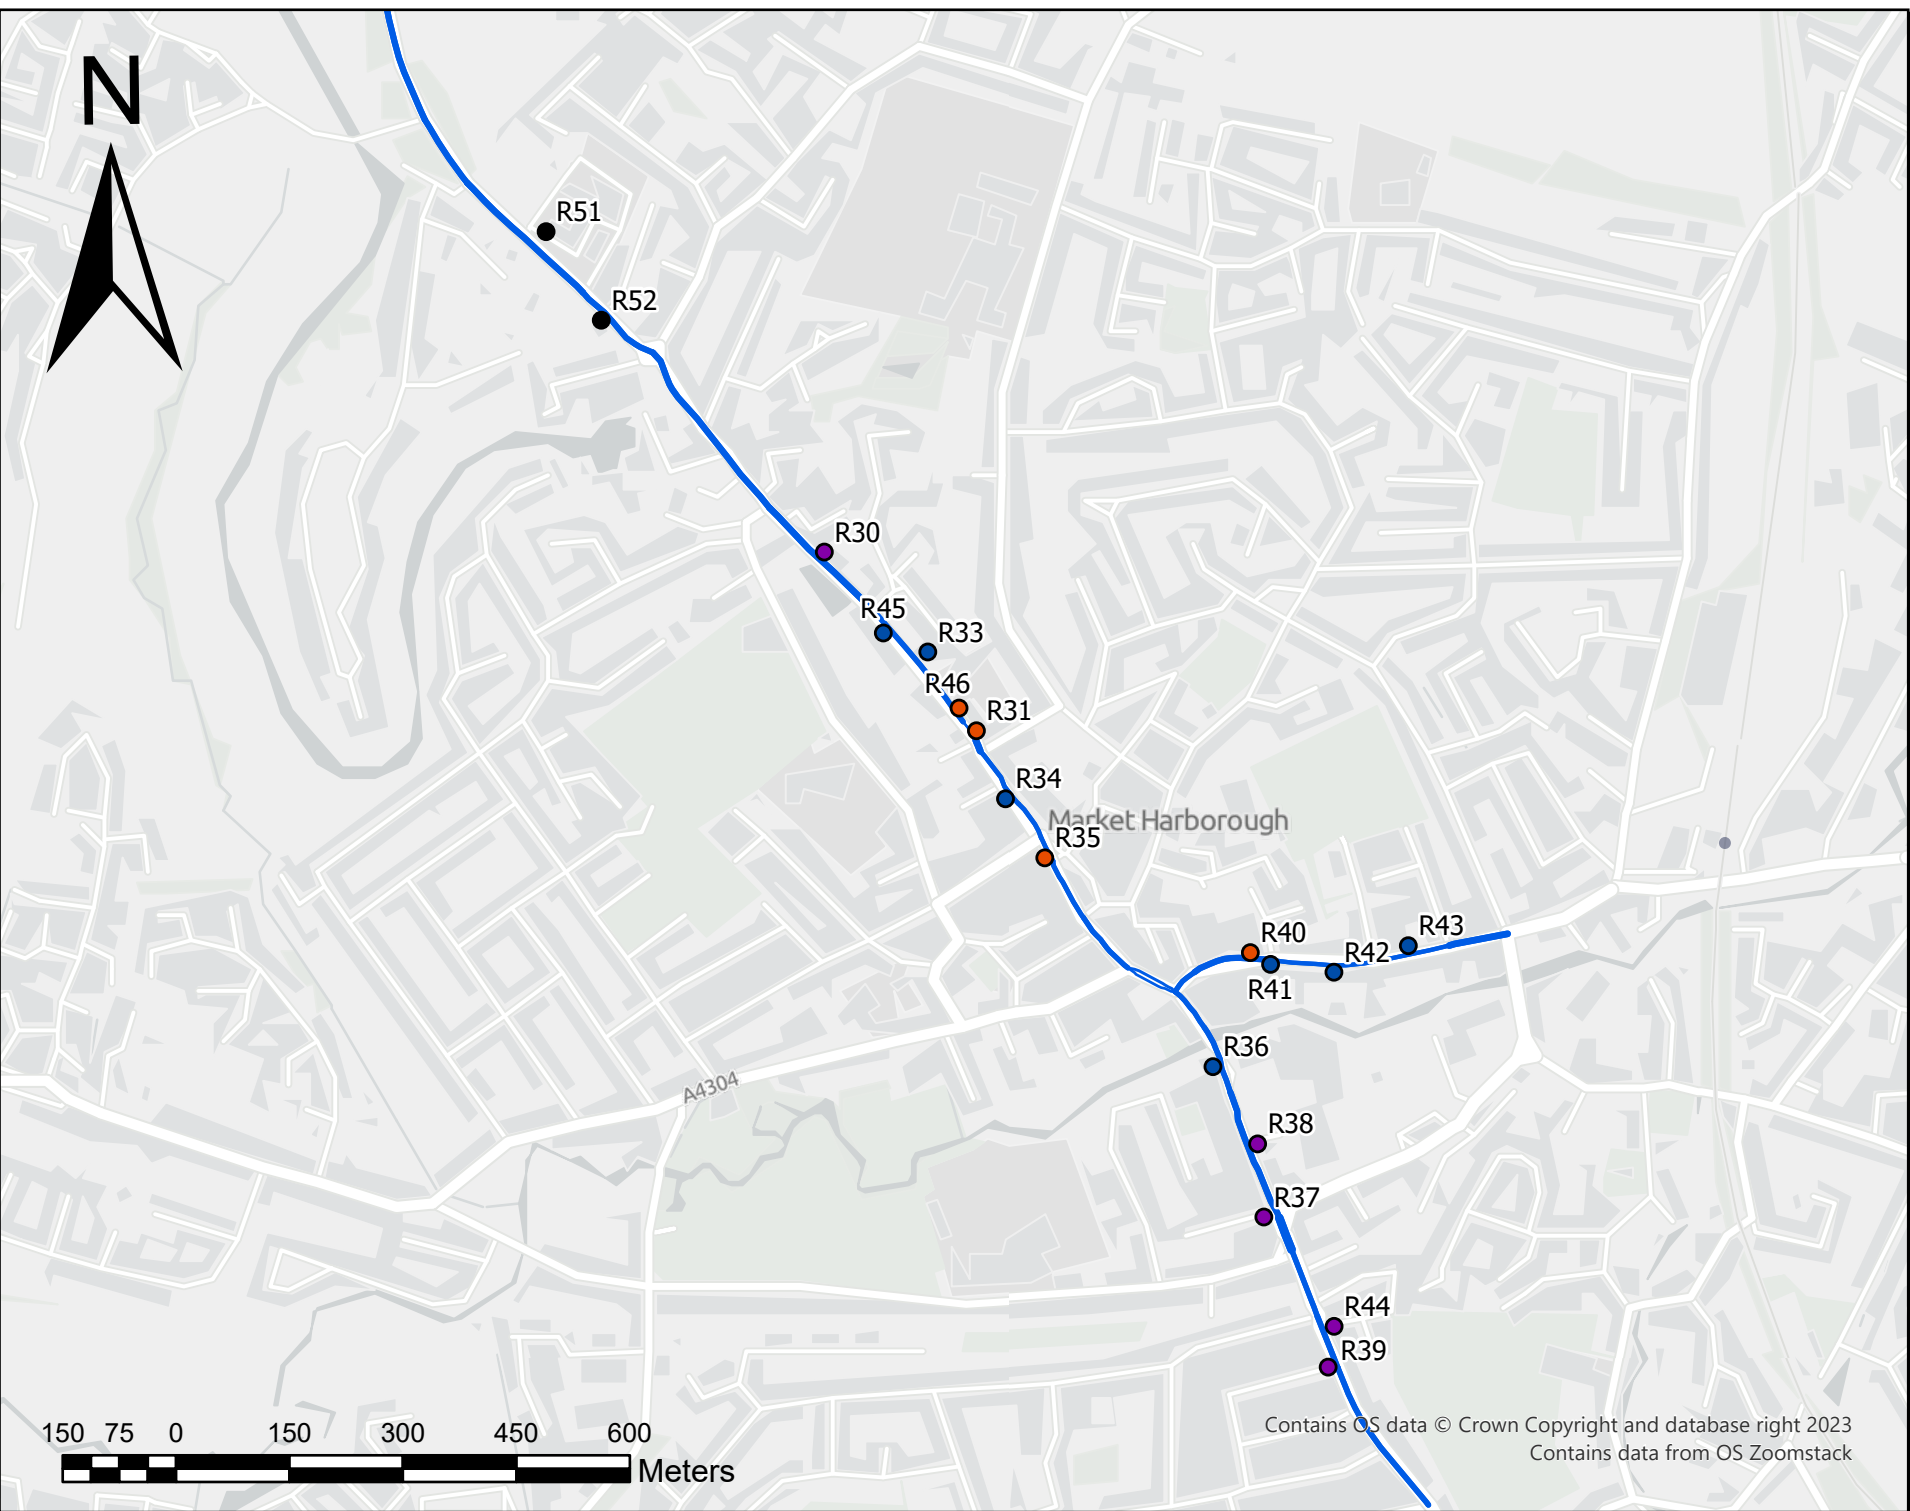 N
R51
R52
R30
R45
R33
R46
R31
R34
Market Harborough
R35
R43
R40
R42
R41
R36
A4304
R38
R37
R44
R39
150 75 0 150 300 450 600
Meters
Contains OS data © Crown Copyright and database right 2023
Contains data from OS Zoomstack